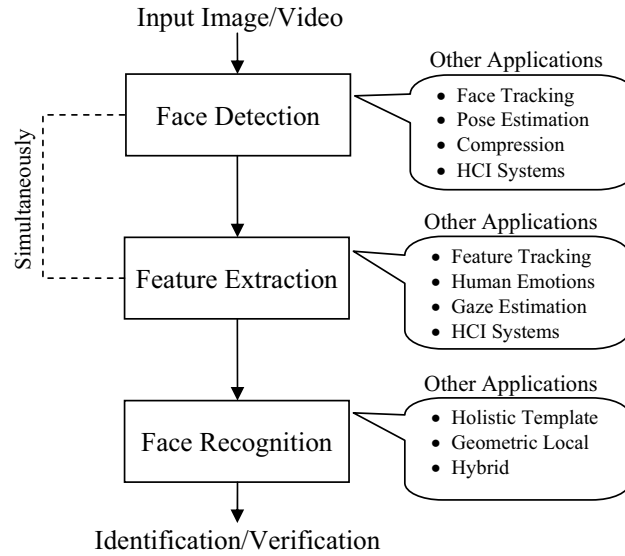 Input Image/Video
Other Applications
Face Detection
• Face Tracking
• Pose Estimation
• Compression
• HCI Systems
Simultaneously
Other Applications
Feature Extraction
• Feature Tracking
• Human Emotions
• Gaze Estimation
• HCI Systems
Other Applications
Face Recognition
• Holistic Template
• Geometric Local
• Hybrid
Identification/Verification